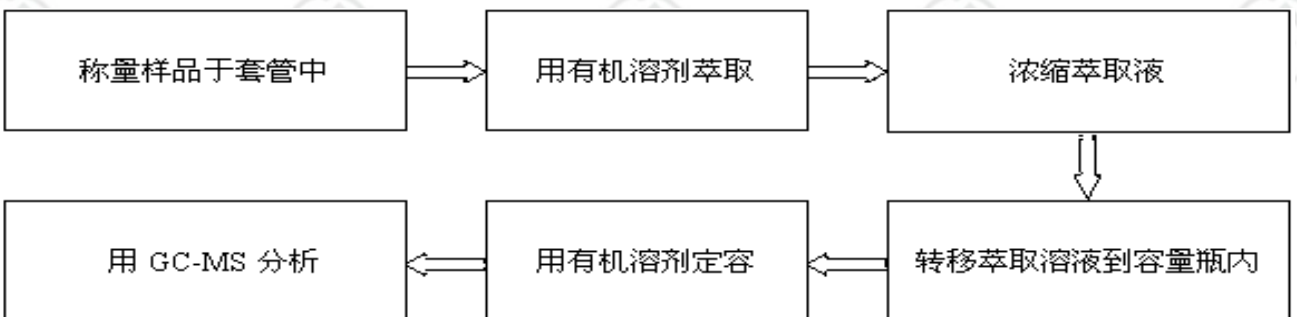 称量样品于套管中
用有机溶剂萃取
浓缩萃取液
转移萃取溶液到容量瓶内
用有机溶剂定容
用 GC-MS 分析